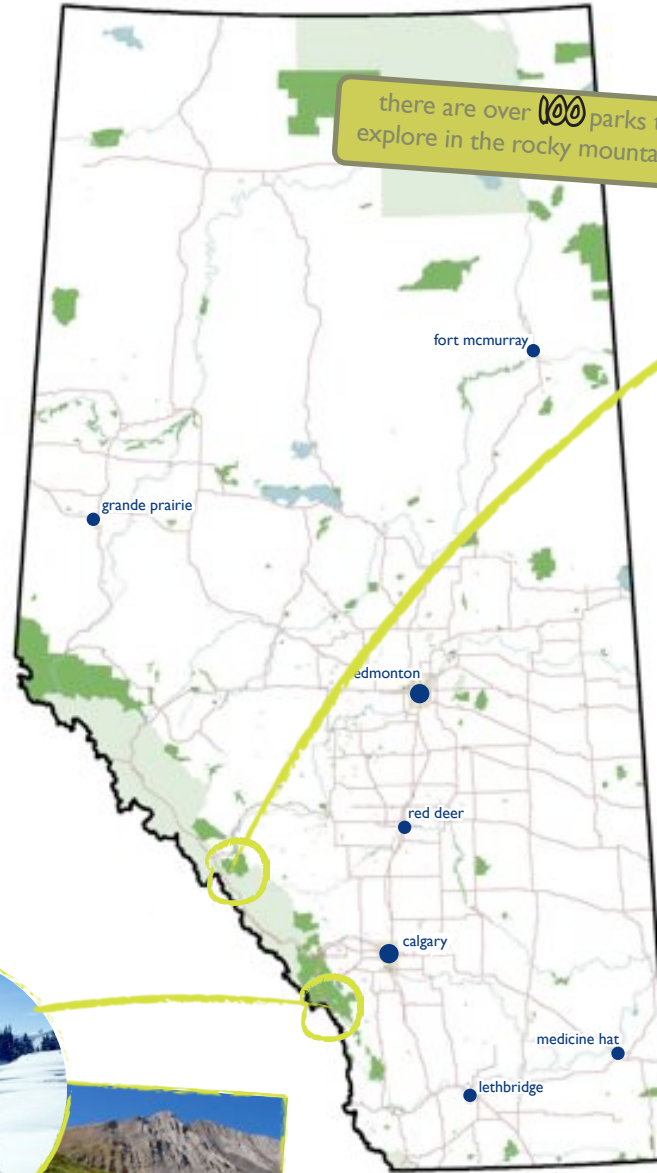 there are over 100 parks
explore in the rocky
fort mcmurray
grande prairie
edmonton
red deer
calgary
medicine hat
lethbridge